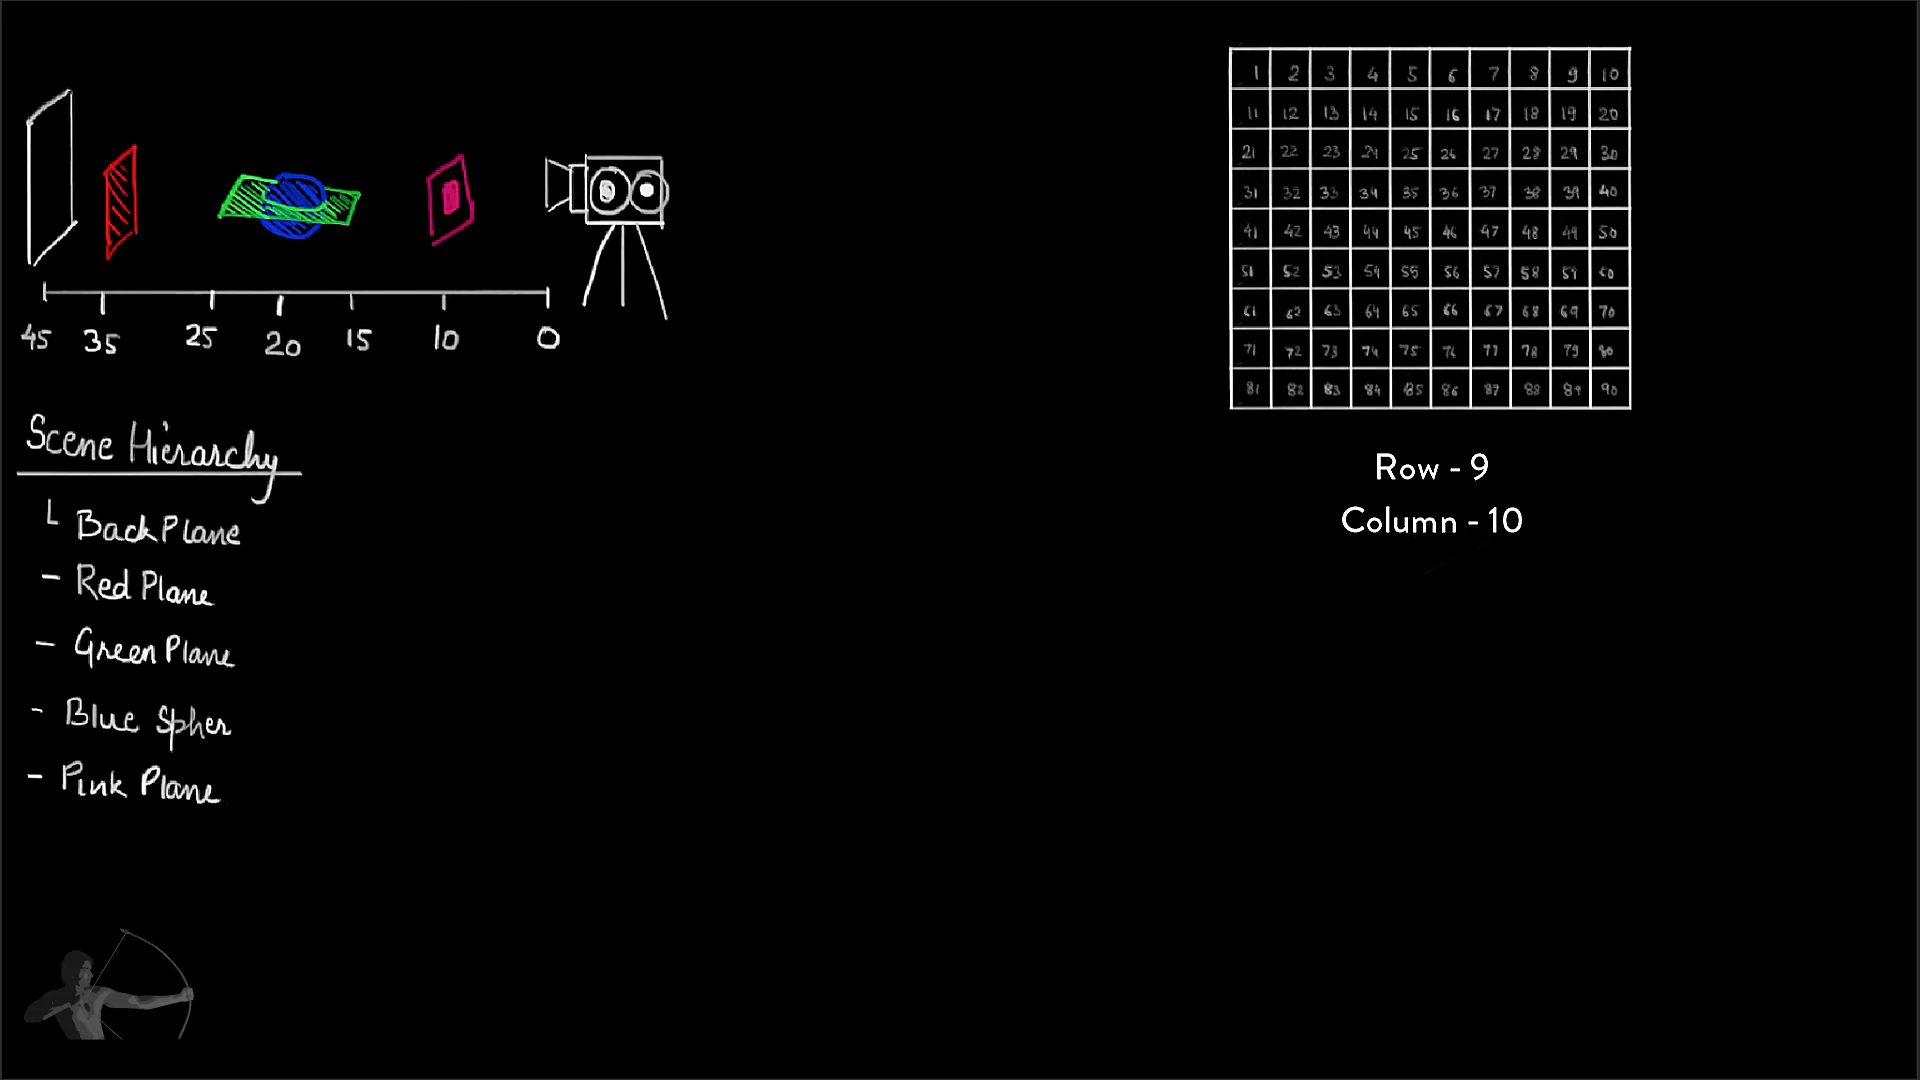 45 35 25 20 15 10 0
Scene Hierarchy
Back Plane
- Red Plane
- Green Plane
- Blue Spher
- Pink Plane
1 2 3 4 5 6 7 8 9 10
11 12 13 14 15 16 17 18 19 20
21 22 23 24 25 26 27 28 29 30
31 32 33 34 35 36 37 38 39 40
41 42 43 44 45 46 47 48 49 50
51 52 53 54 55 56 57 58 59 60
61 62 63 64 65 66 67 68 69 70
71 72 73 74 75 76 77 78 79 80
81 82 83 84 85 86 87 88 89 90
Row - 9
Column - 10